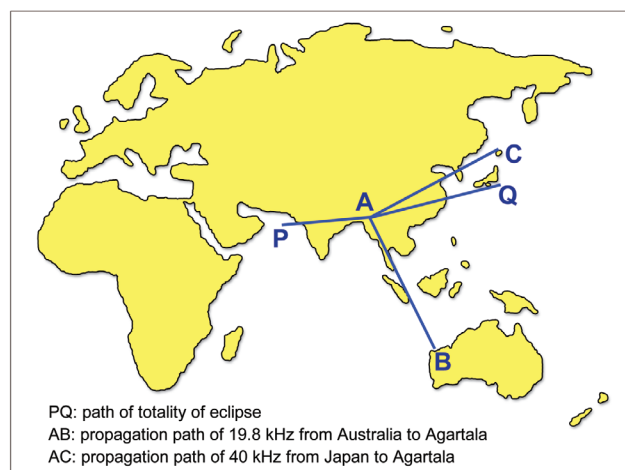 C
A
Q
P
B
PQ: path of totality of eclipse
AB: propagation path of 19.8 kHz from Australia to Agartala
AC: propagation path of 40 kHz from Japan to Agartala